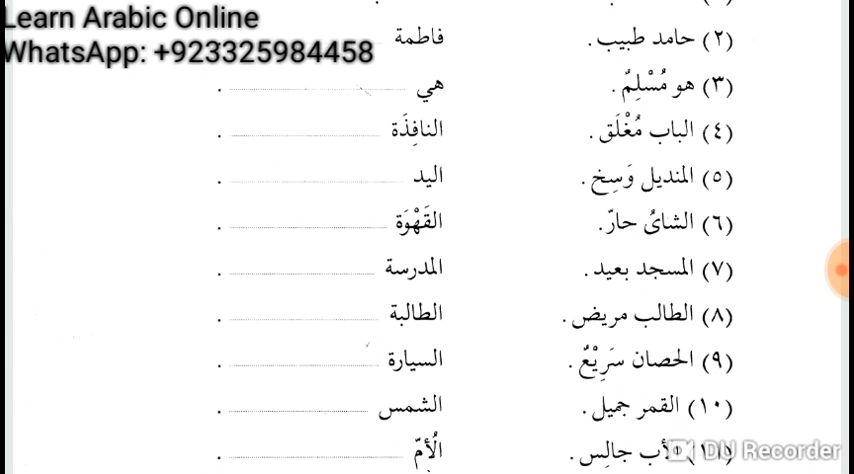 Learn Arabic Online
WhatsApp: +923325984458
(٢) حامد طبيب . فاطمة
(٣) هو مُسْلِمٌ . هي .
(٤) الباب مُغْلَق . النافِذَة .
(٥) المنديل وَسِخ . اليد .
(٦) الشائ حارّ . القَهْوَة .
(٧) المسجد بعيد . المدرسة .
(٨) الطالب مريض . الطالبة .
(٩) الحصان سَرِيْعٌ . السيارة .
(١٠) القمر جميل . الشمس .
(١١) الأب جالِس . الأُمّ .
DU Recorder